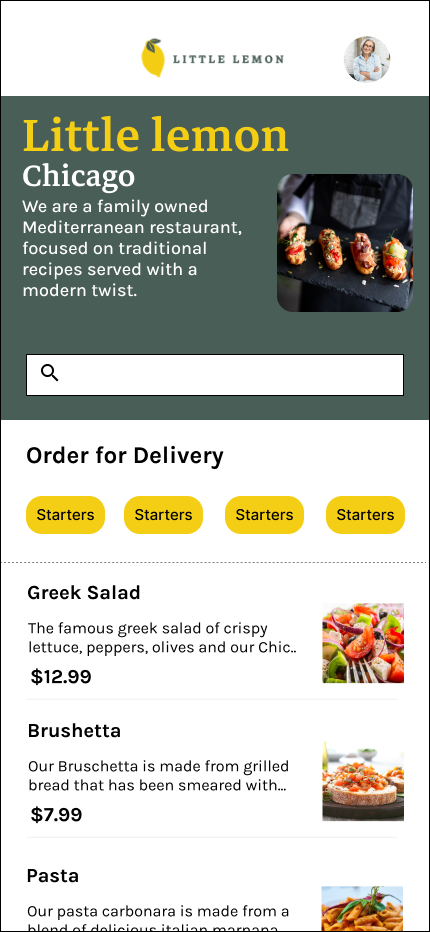 LITTLE LEMON
Little lemon
Chicago
We are a family owned
Mediterranean restaurant,
focused on traditional
recipes served with a
modern twist.
Order for Delivery
Starters Starters Starters Starters
Greek Salad
The famous greek salad of crispy
lettuce, peppers, olives and our Chic..
$12.99
Brushetta
Our Bruschetta is made from grilled
bread that has been smeared with...
$7.99
Pasta
Our pasta carbonara is made from a
blend of delicious italian marnana